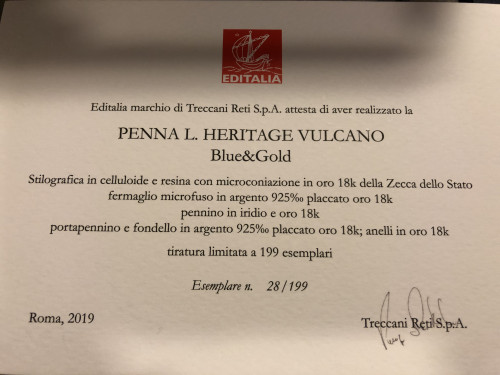 EDITALIA
Editalia marchio di Treccani Reti S.p.A. attesta di aver realizzato la
PENNA L. HERITAGE VULCANO
Blue&Gold
Stilografica in celluloide e resina con microconiazione in oro 18k della Zecca dello Stato
fermaglio microfuso in argento 925‰ placcato oro 18k
pennino in iridio e oro 18k
portapennino e fondello in argento 925‰ placcato oro 18k; anelli in oro 18k
tiratura limitata a 199 esemplari
Esemplare n. 28/199
Roma, 2019
Treccani Reti S.p.A.